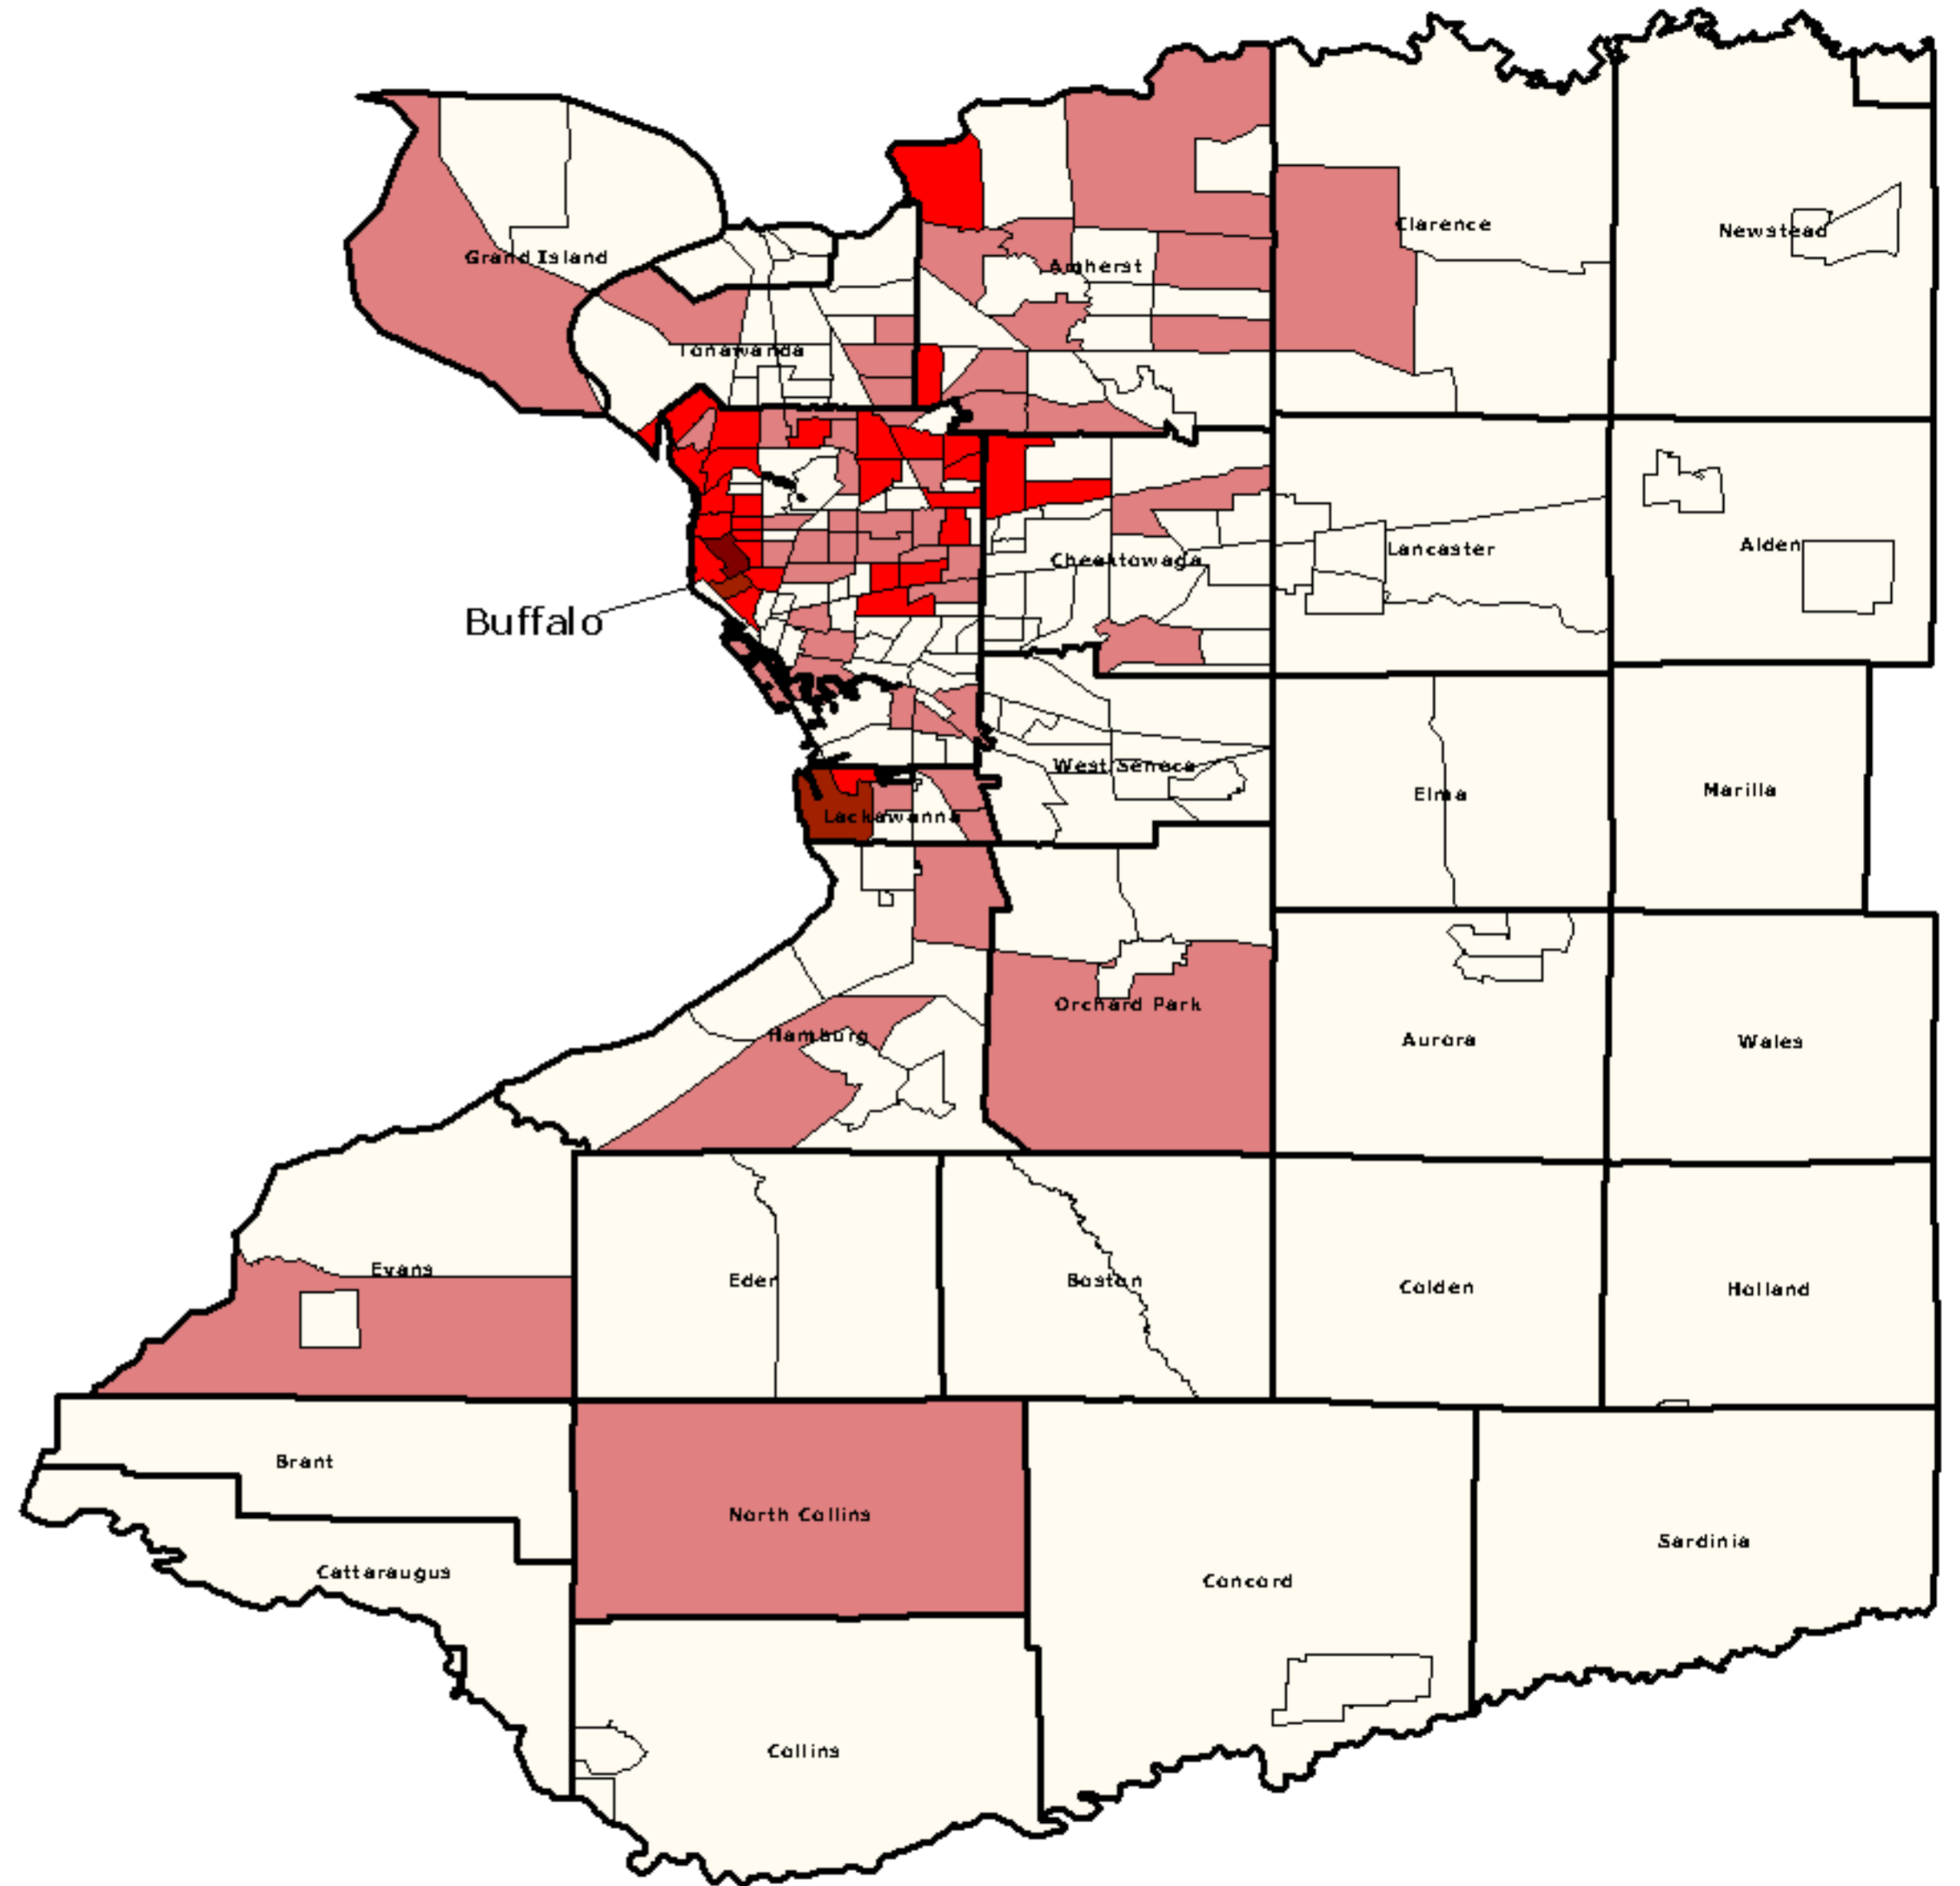 Clarence
Newstead
Grand Island
Amherst
Tonawanda
Alden
Lancaster
Cheektowaga
Buffalo
West Seneca
Marilla
Elma
Lackawanna
Orchard Park
Hamburg
Aurora
Wales
Evans
Eden
Boston
Colden
Holland
Brant
North Collins
Sardinia
Cattaraugus
Concord
Collins